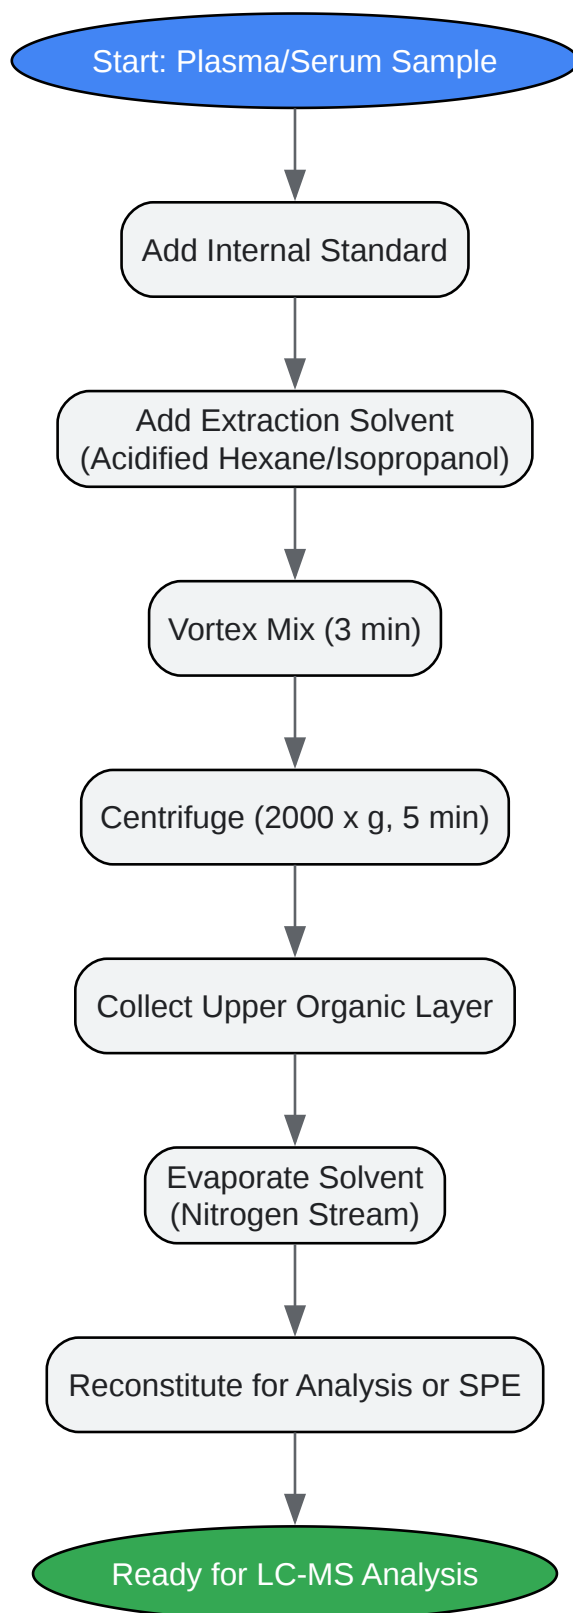 Start: Plasma/Serum Sample
Add Internal Standard
Add Extraction Solvent
(Acidified Hexane/Isopropanol)
Vortex Mix (3 min)
Centrifuge (2000 x g, 5 min)
Collect Upper Organic Layer
Evaporate Solvent
(Nitrogen Stream)
Reconstitute for Analysis or SPE
Ready for LC-MS Analysis